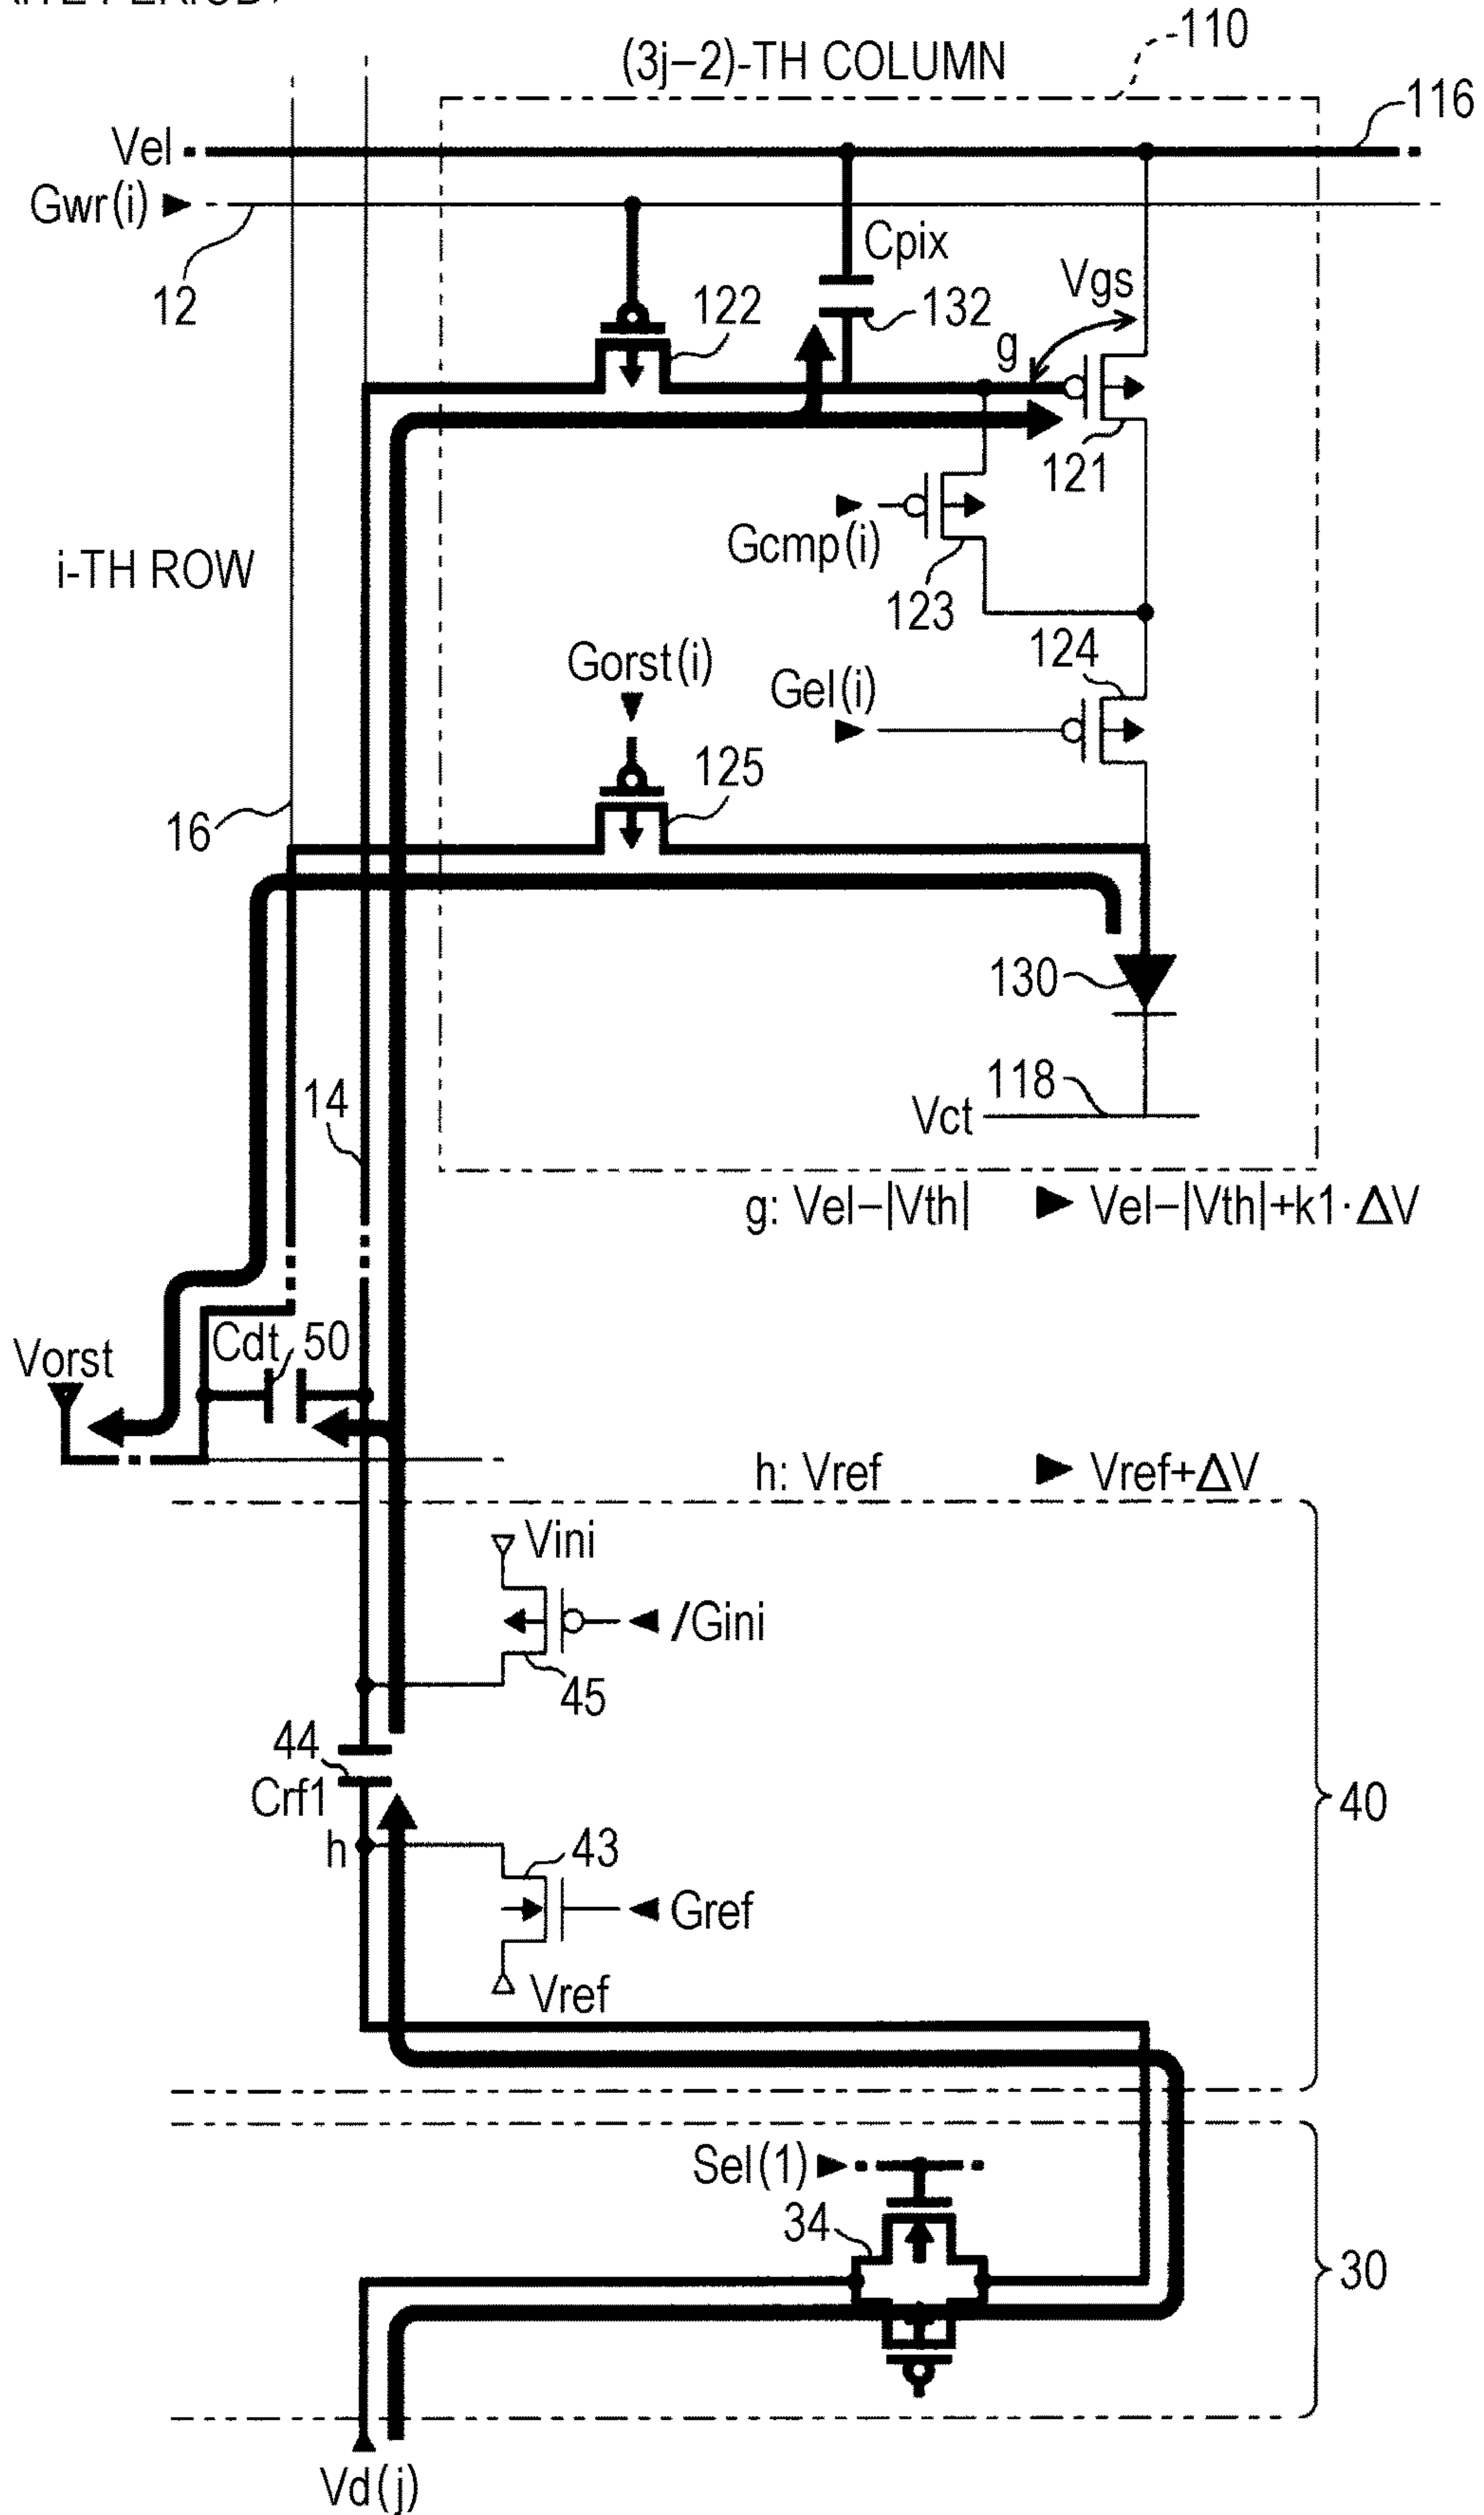 (3j−2)-TH COLUMN
110
116
Vel
Gwr(i)
12
Cpix
Vgs
122
132
g
121
i-TH ROW
Gcmp(i)
123
Gorst(i)
124
Gel(i)
125
16
130
14
118
Vct
g: Vel−|Vth| ► Vel−|Vth|+k1·ΔV
Cdt 50
Vorst
h: Vref ► Vref+ΔV
Vini
/Gini
45
44
Crf1
40
h
43
Gref
Vref
Sel(1)
34
30
Vd(j)